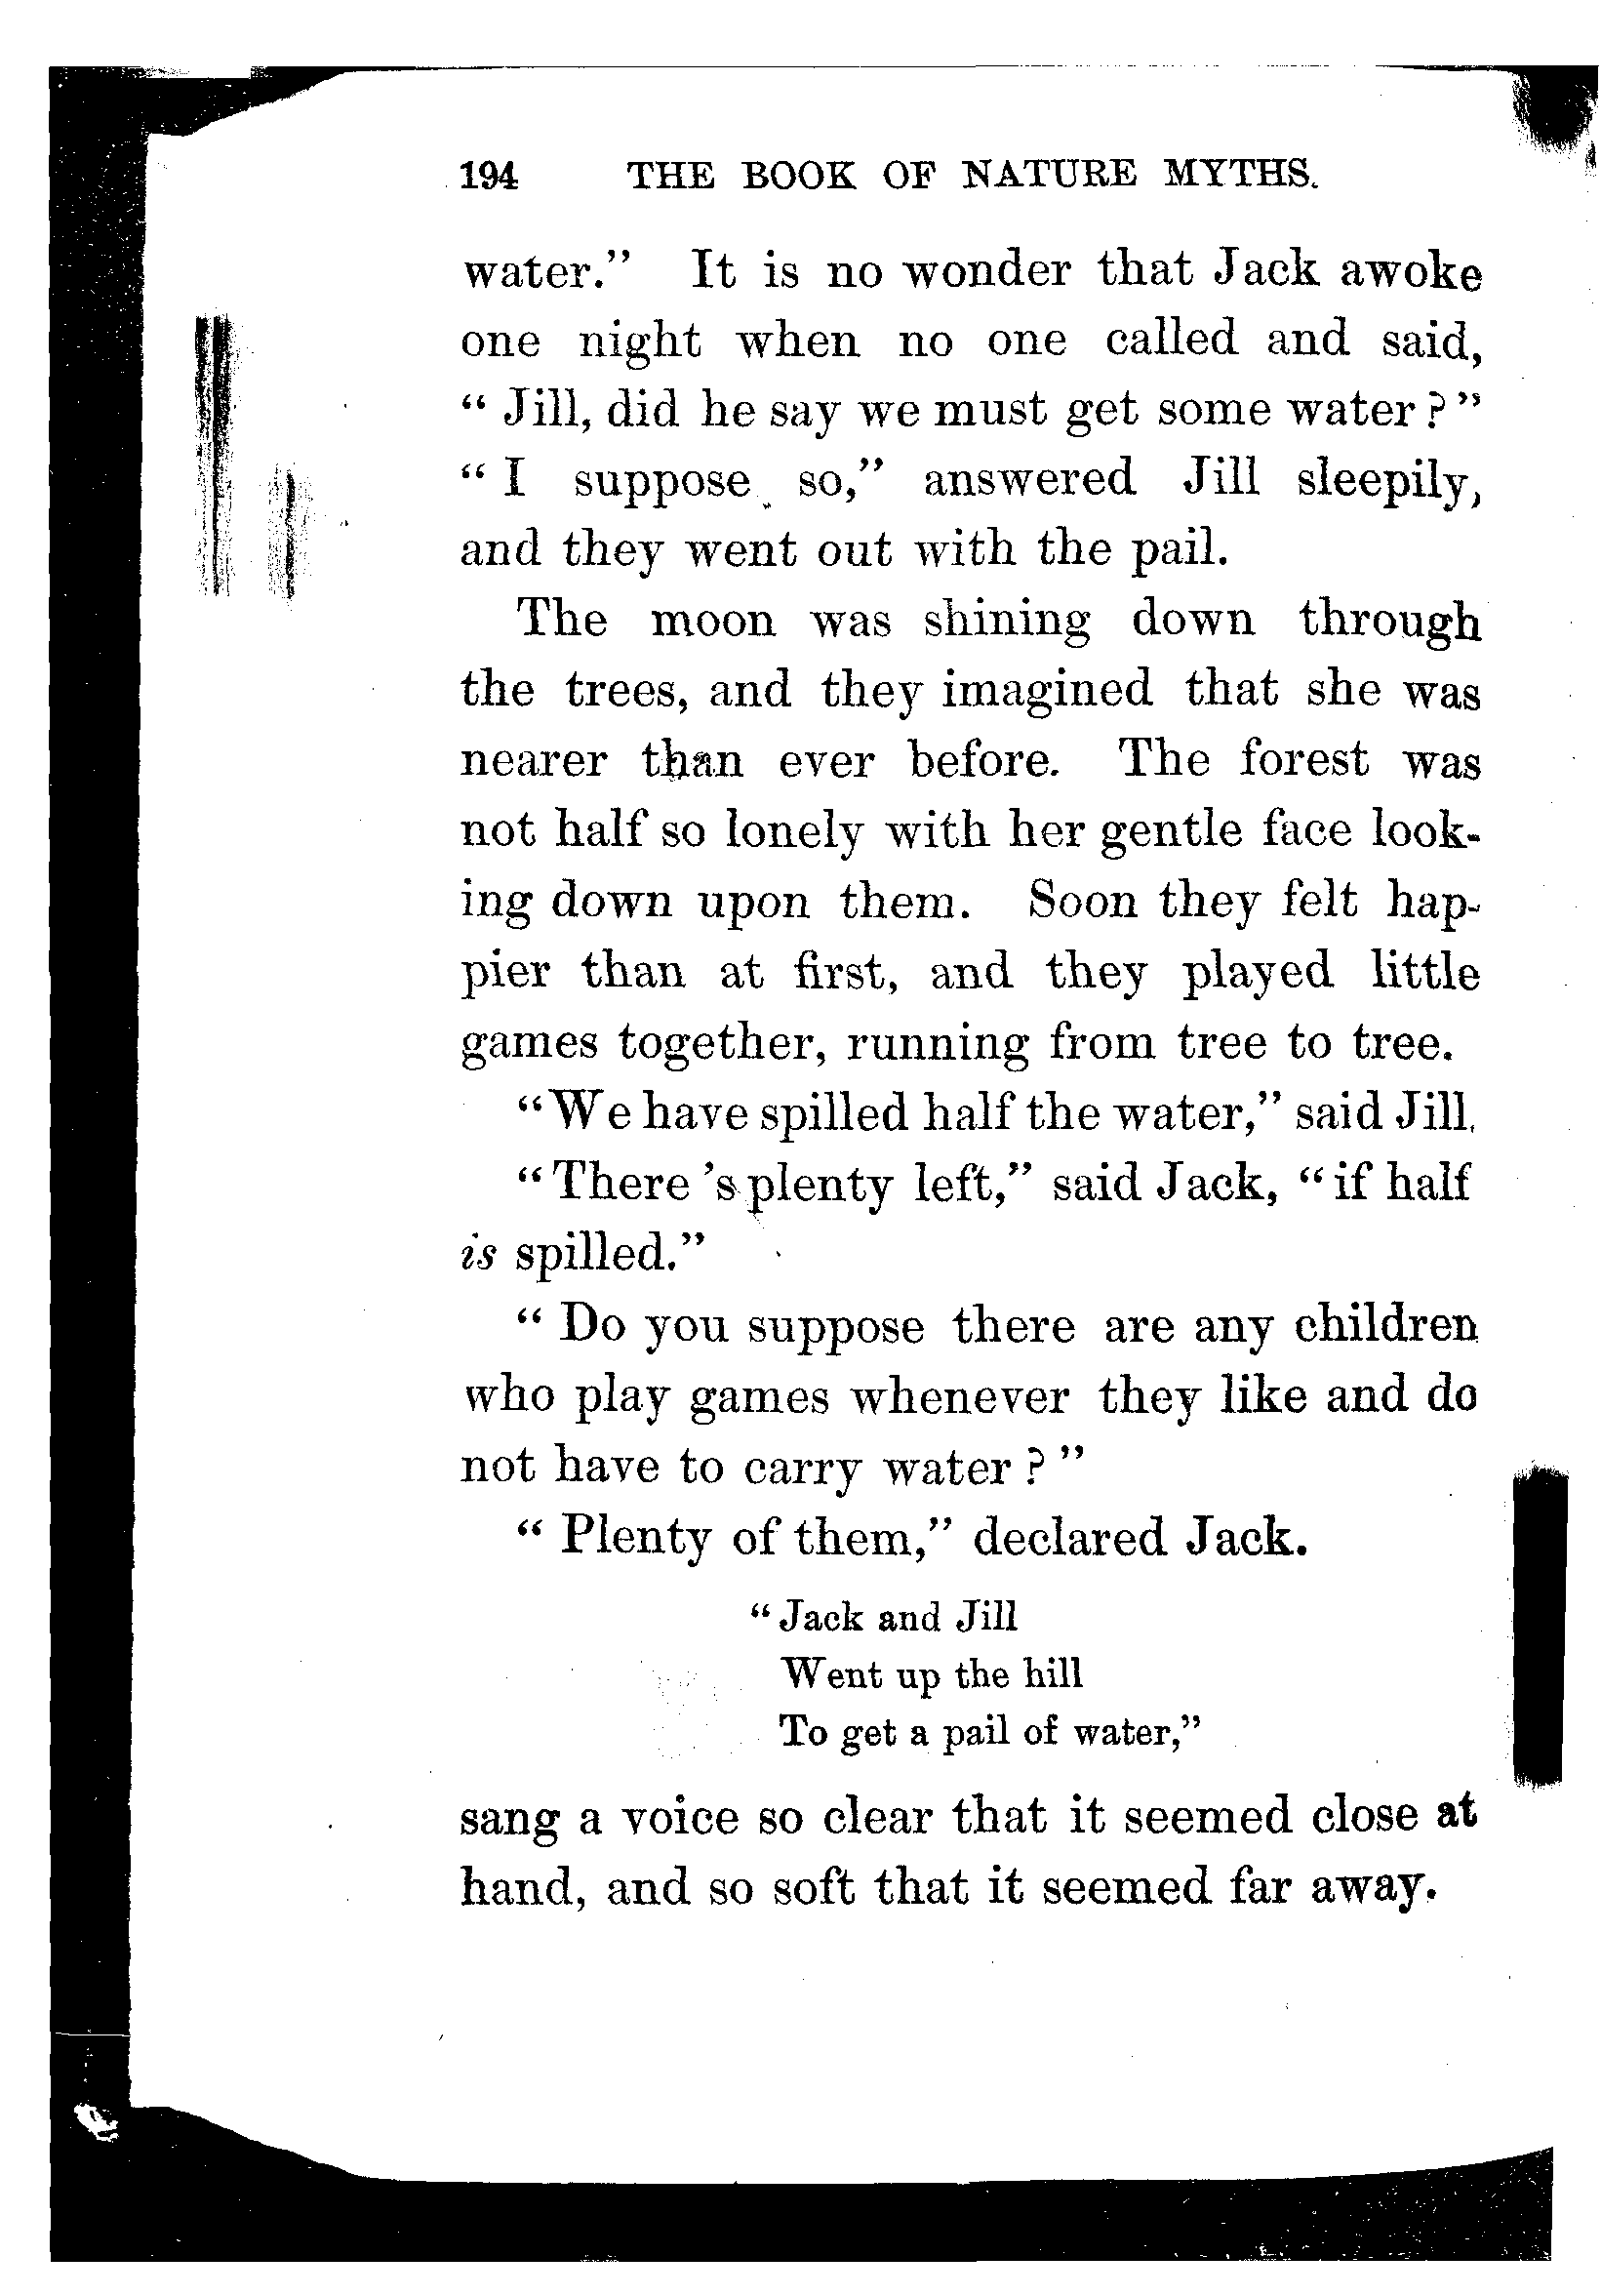 194 THE BOOK OF NATURE MYTHS.
water." It is no wonder that Jack awoke
one night when no one called and said,
"Jill, did he say we must get some water?"
"I suppose so," answered Jill sleepily,
and they went out with the pail.
The moon was shining down through
the trees, and they imagined that she was
nearer than ever before. The forest was
not half so lonely with her gentle face look-
ing down upon them. Soon they felt hap-
pier than at first, and they played little
games together, running from tree to tree.
"We have spilled half the water," said Jill.
"There 's plenty left," said Jack, "if half
is spilled."
"Do you suppose there are any children
who play games whenever they like and do
not have to carry water?"
"Plenty of them," declared Jack.
"Jack and Jill
Went up the hill
To get a pail of water,"
sang a voice so clear that it seemed close at
hand, and so soft that it seemed far away.